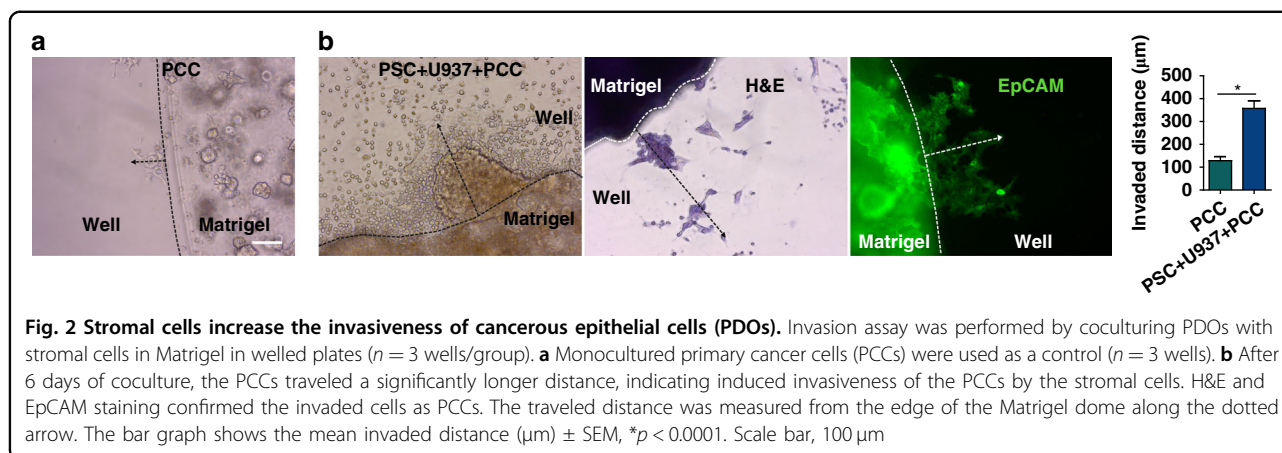 a
b
PCC
Well
Matrigel
PSC+U937+PCC
Well
Matrigel
Matrigel
H&E
Well
EpCAM
Matrigel
Well
Invaded distance (µm)
500
400
300
200
100
0
*
PCC
PSC+U937+PCC
Fig. 2 Stromal cells increase the invasiveness of cancerous epithelial cells (PDOs). Invasion assay was performed by coculturing PDOs with
stromal cells in Matrigel in welled plates (n = 3 wells/group). a Monocultured primary cancer cells (PCCs) were used as a control (n = 3 wells). b After
6 days of coculture, the PCCs traveled a significantly longer distance, indicating induced invasiveness of the PCCs by the stromal cells. H&E and
EpCAM staining confirmed the invaded cells as PCCs. The traveled distance was measured from the edge of the Matrigel dome along the dotted
arrow. The bar graph shows the mean invaded distance (µm) ± SEM, *p < 0.0001. Scale bar, 100 µm